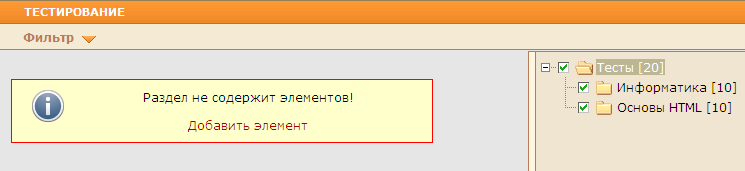 ТЕСТИРОВАНИЕ
Фильтр
Раздел не содержит элементов!
Добавить элемент
Тесты [20]
Информатика [10]
Основы HTML [10]